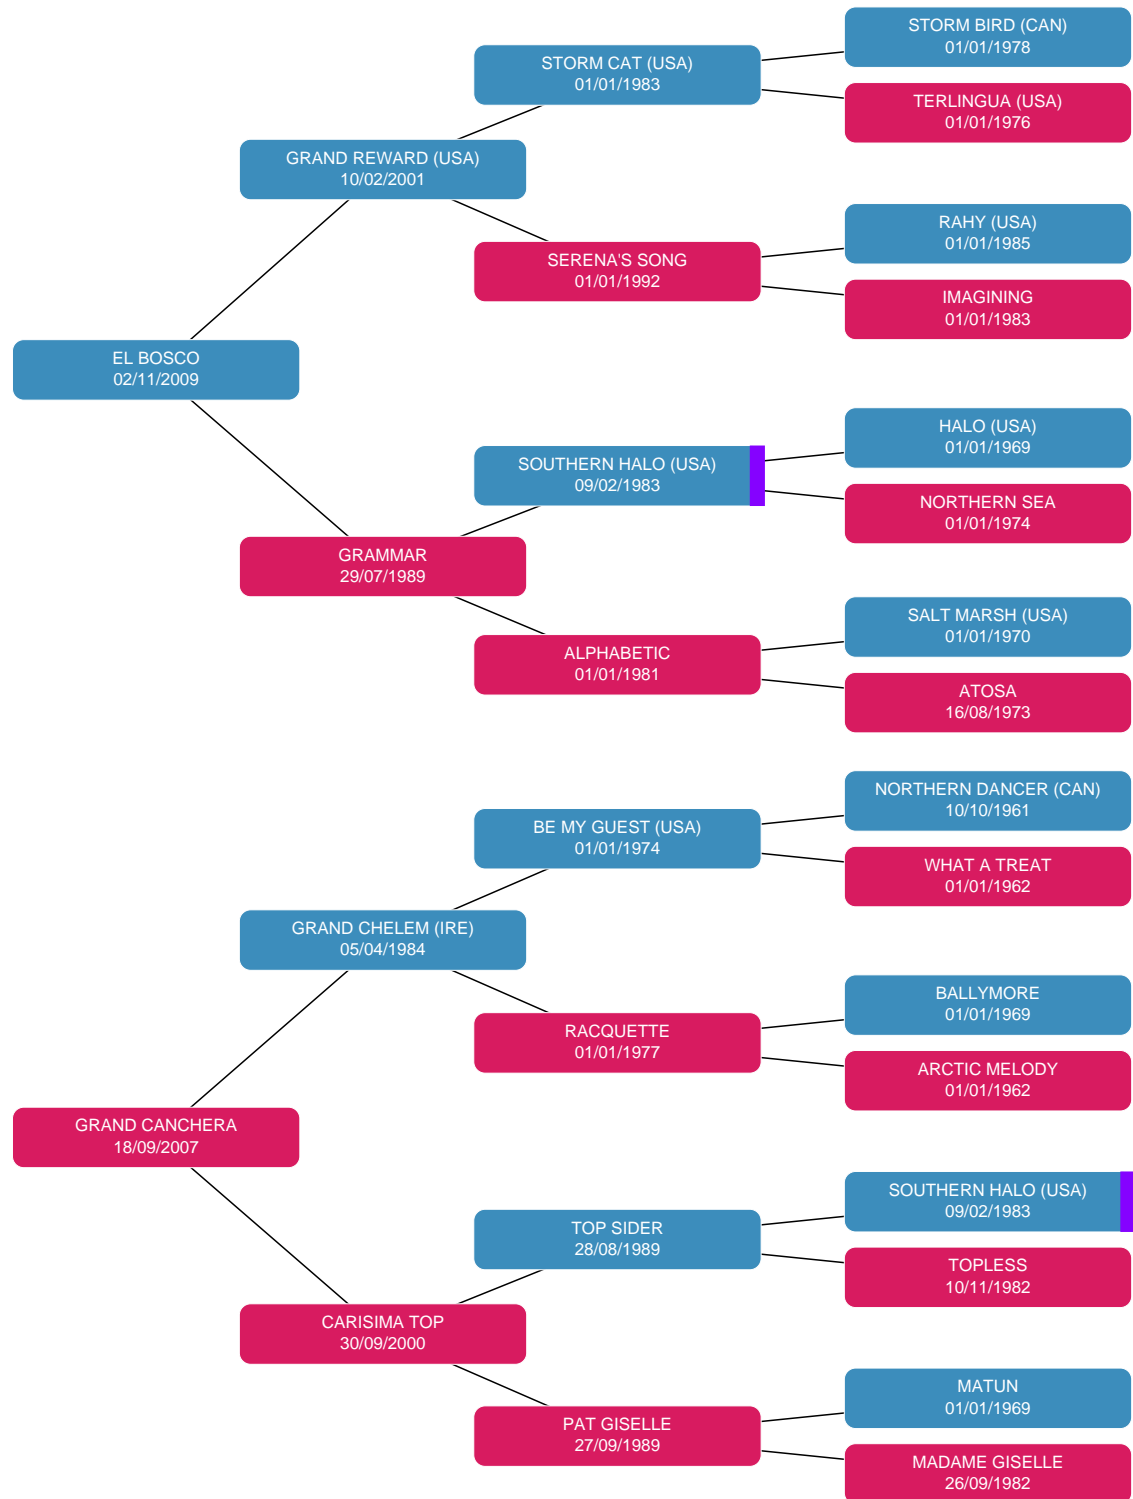 STORM BIRD (CAN)
01/01/1978
STORM CAT (USA)
01/01/1983
TERLINGUA (USA)
01/01/1976
GRAND REWARD (USA)
10/02/2001
RAHY (USA)
01/01/1985
SERENA'S SONG
01/01/1992
IMAGINING
01/01/1983
EL BOSCO
02/11/2009
HALO (USA)
01/01/1969
SOUTHERN HALO (USA)
09/02/1983
NORTHERN SEA
01/01/1974
GRAMMAR
29/07/1989
SALT MARSH (USA)
01/01/1970
ALPHABETIC
01/01/1981
ATOSA
16/08/1973
NORTHERN DANCER (CAN)
10/10/1961
BE MY GUEST (USA)
01/01/1974
WHAT A TREAT
01/01/1962
GRAND CHELEM (IRE)
05/04/1984
BALLYMORE
01/01/1969
RACQUETTE
01/01/1977
ARCTIC MELODY
01/01/1962
GRAND CANCHERA
18/09/2007
SOUTHERN HALO (USA)
09/02/1983
TOP SIDER
28/08/1989
TOPLESS
10/11/1982
CARISIMA TOP
30/09/2000
MATUN
01/01/1969
PAT GISELLE
27/09/1989
MADAME GISELLE
26/09/1982